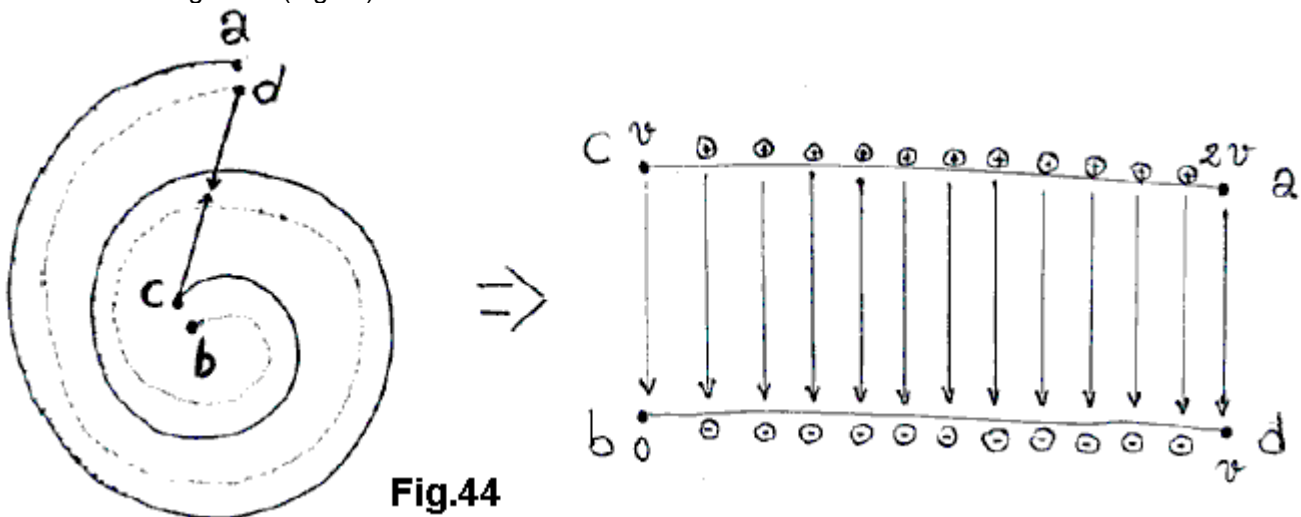 a
d
c
b
Fig.44
⇒
c v ⊕ ⊕ ⊕ ⊕ ⊕ ⊕ ⊕ ⊙ ⊕ ⊕ ⊕ 2v a
b 0 ⊖ ⊖ ⊖ ⊖ ⊖ ⊖ ⊖ ⊖ ⊖ ⊖ ⊖ v d